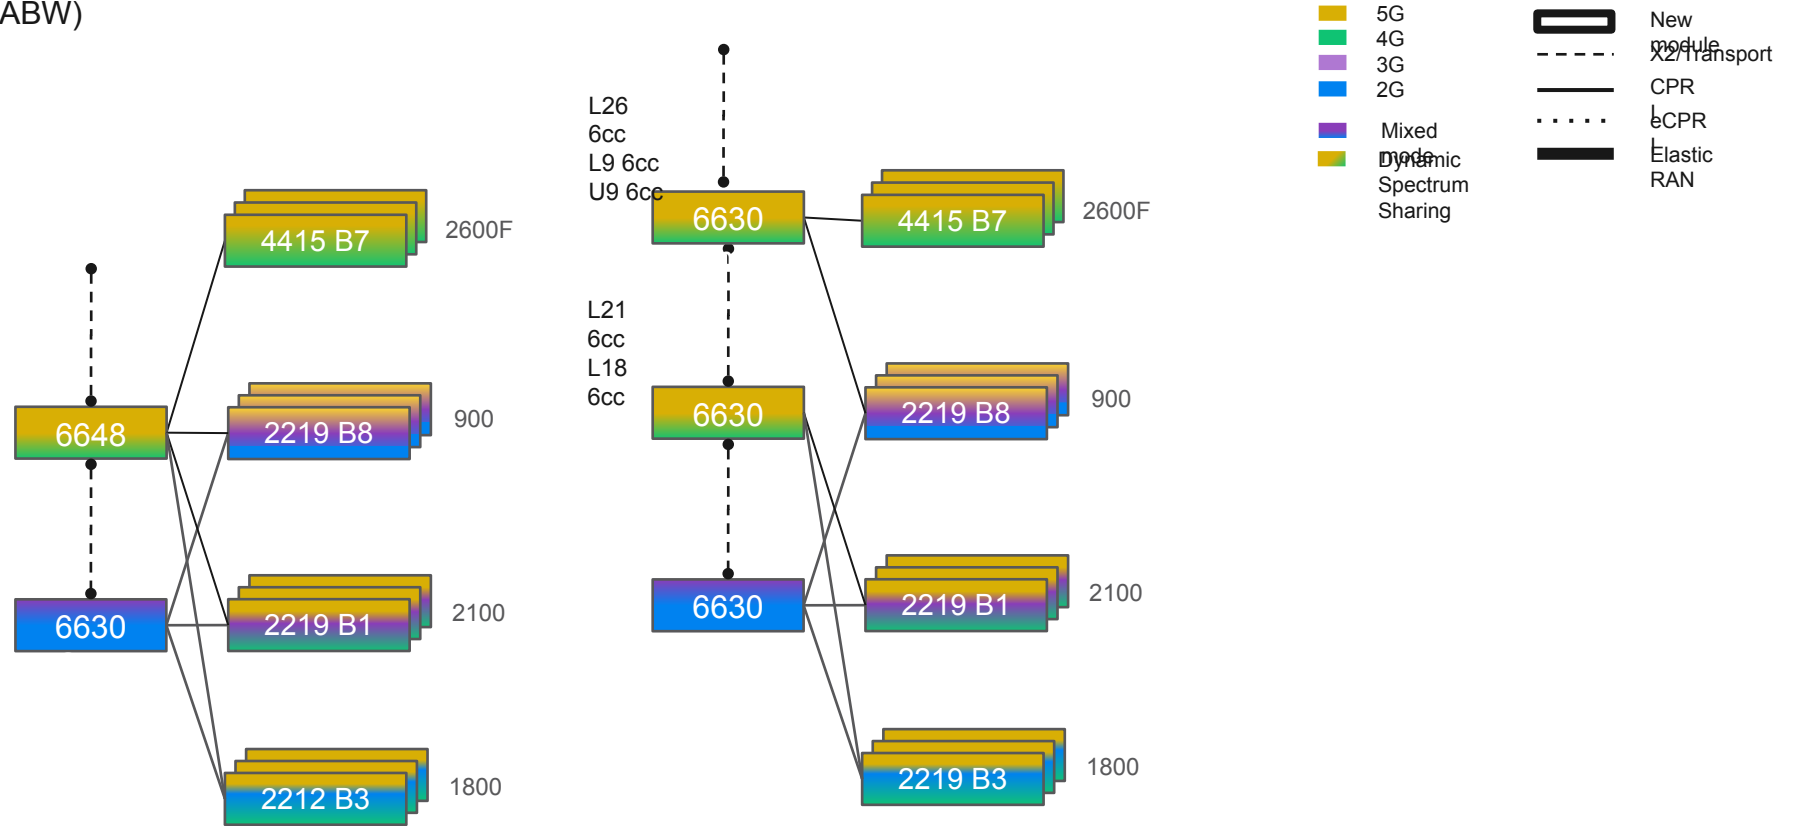 ABW)
4415 B7
2600F
6648
2219 B8
900
6630
2219 B1
2100
2212 B3
1800
L26
6cc
L9 6cc
U9 6cc
6630
4415 B7
2600F
L21
6cc
L18
6cc
6630
2219 B8
900
6630
2219 B1
2100
2219 B3
1800
5G
4G
3G
2G
Mixed
mode
Dynamic
Spectrum
Sharing
New
module
X2/Transport
CPR
I
eCPR
I
Elastic
RAN